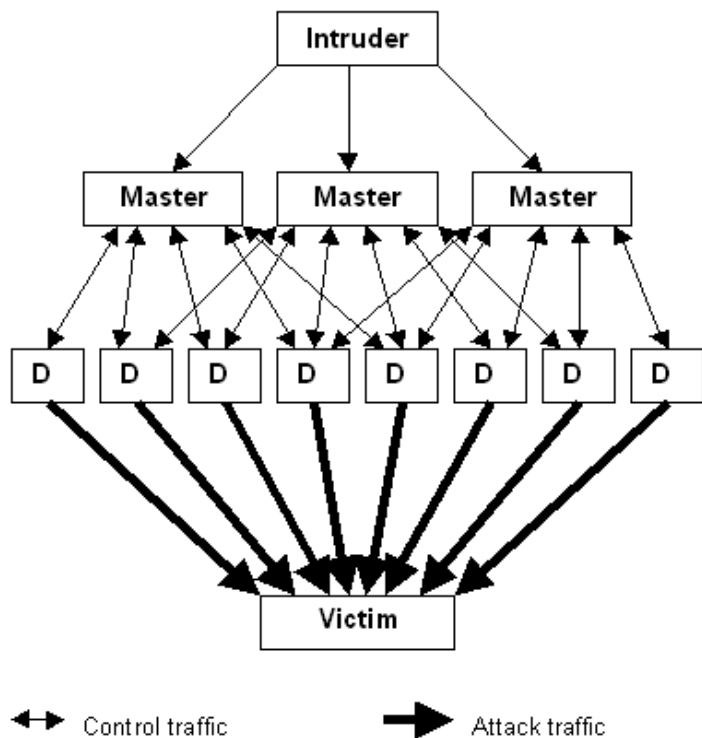 Intruder
Master Master Master
D D D D D D D D
Victim
Control traffic Attack traffic